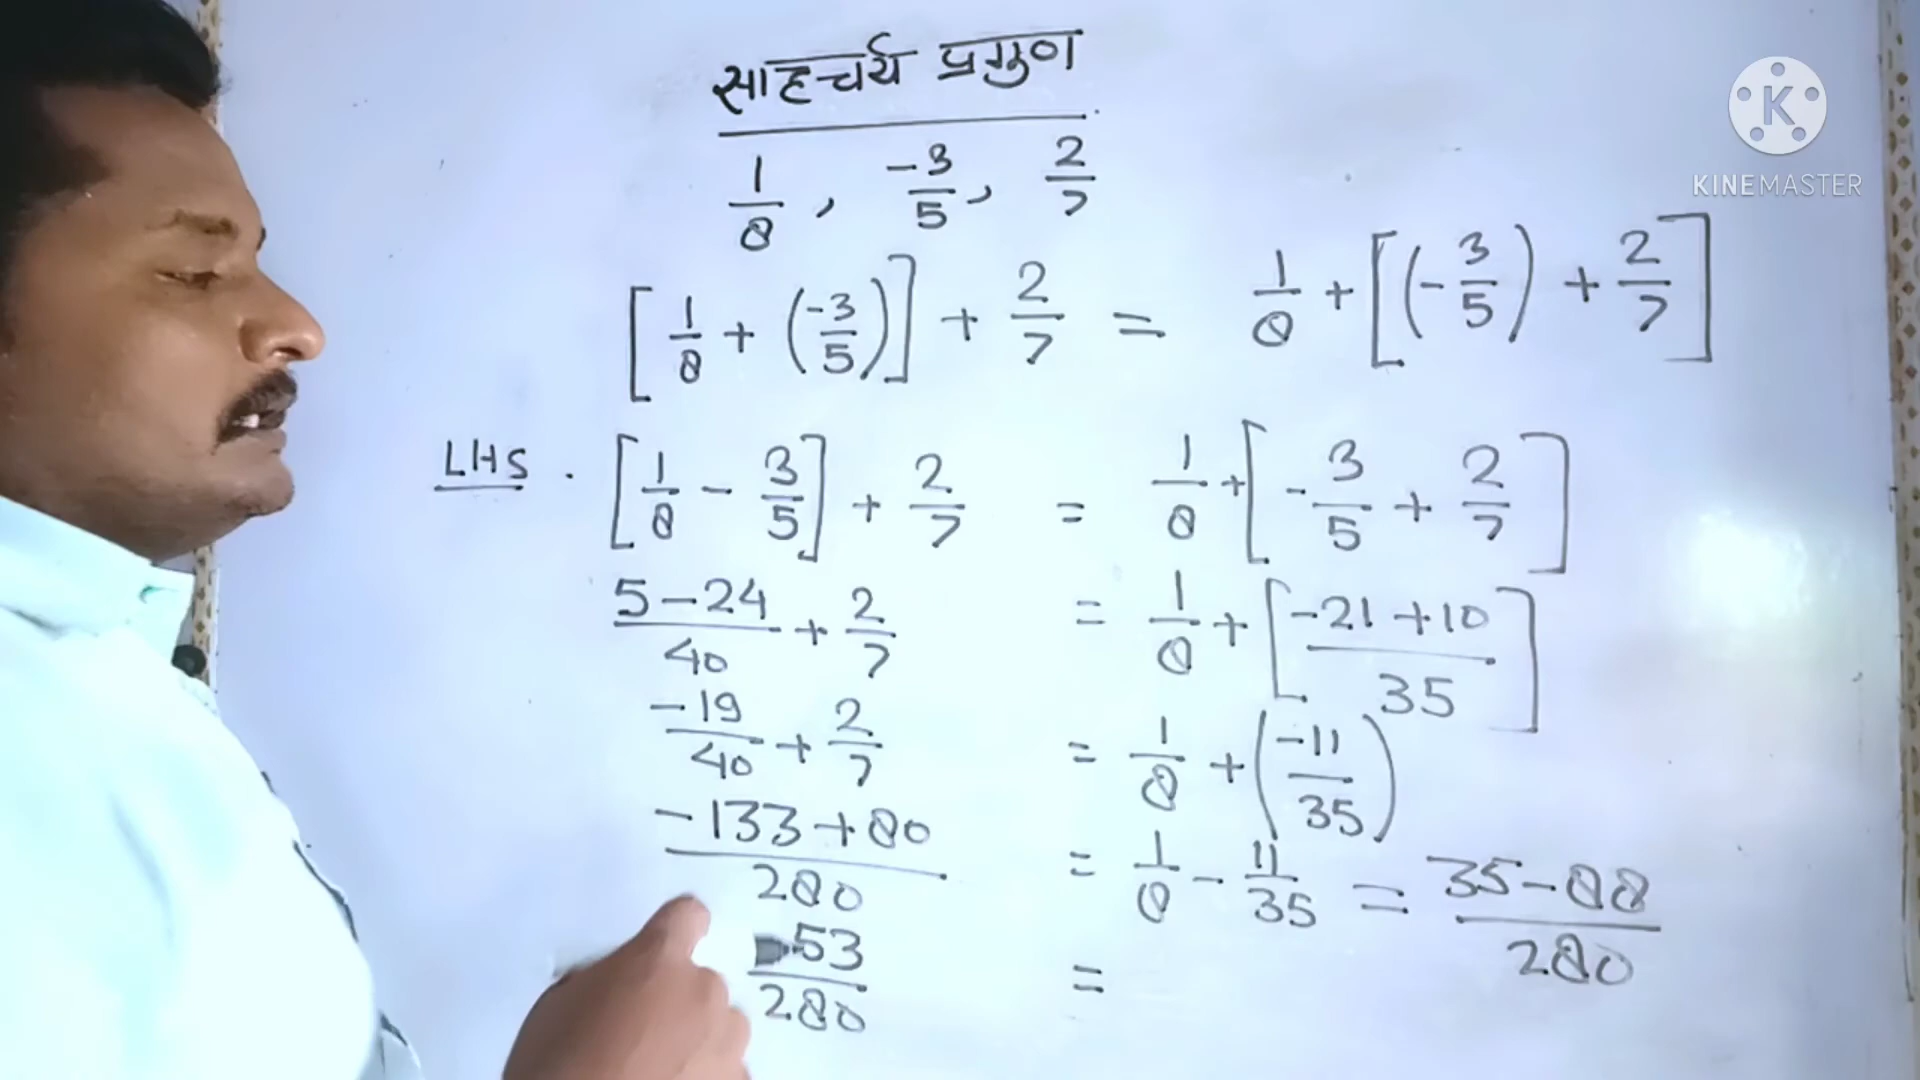 साहचर्य प्रगुण
1/8 , -3/5 , 2/7
KINEMASTER
[1/8 + (-3/5)] + 2/7 = 1/8 + [(-3/5) + 2/7]
LHS . [1/8 - 3/5] + 2/7 = 1/8 + [-3/5 + 2/7]
5-24/40 + 2/7 = 1/8 + [-21+10/35]
-19/40 + 2/7 = 1/8 + (-11/35)
-133+80/280 = 1/8 - 11/35 = 35-88/280
-53/280 =